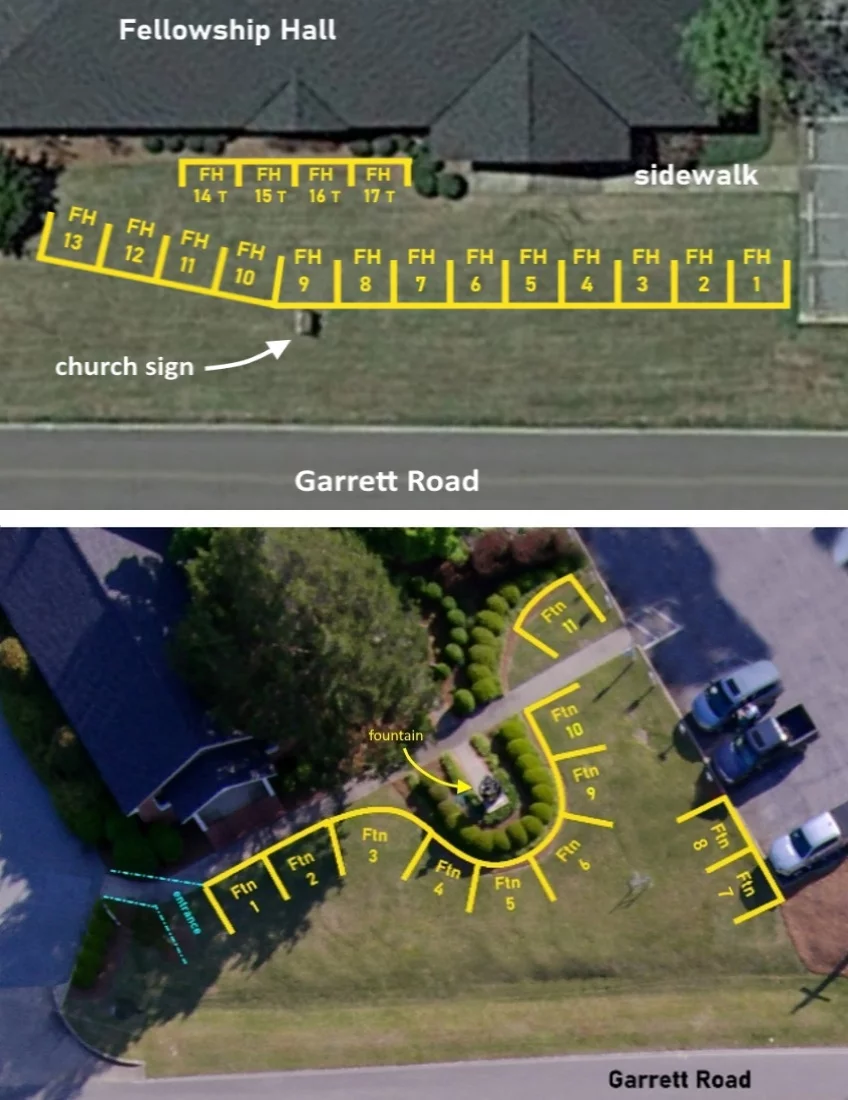 Fellowship Hall
sidewalk
FH
14 T
FH
15 T
FH
16 T
FH
17 T
FH
13
FH
12
FH
11
FH
10
FH
9
FH
8
FH
7
FH
6
FH
5
FH
4
FH
3
FH
2
FH
1
church sign
Garrett Road
Ftn
11
Ftn
10
fountain
Ftn
9
Ftn
8
Ftn
7
Ftn
6
Ftn
5
Ftn
4
Ftn
3
Ftn
2
Ftn
1
entrance
Garrett Road